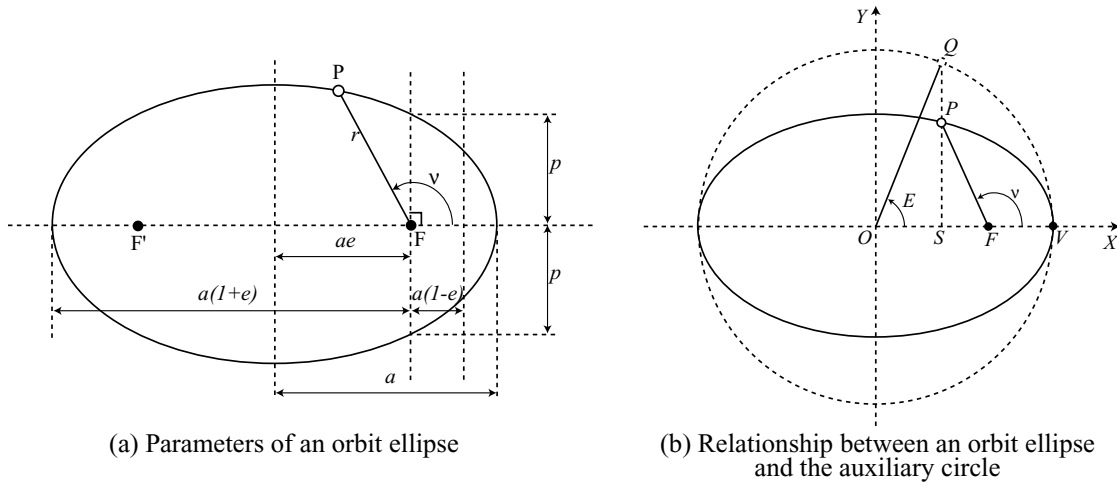 P
r
ν
p
F'
F
ae
a(1+e)
a(1-e)
p
a
(a) Parameters of an orbit ellipse
Y
Q
P
E
ν
O
S
F
V
X
(b) Relationship between an orbit ellipse
and the auxiliary circle